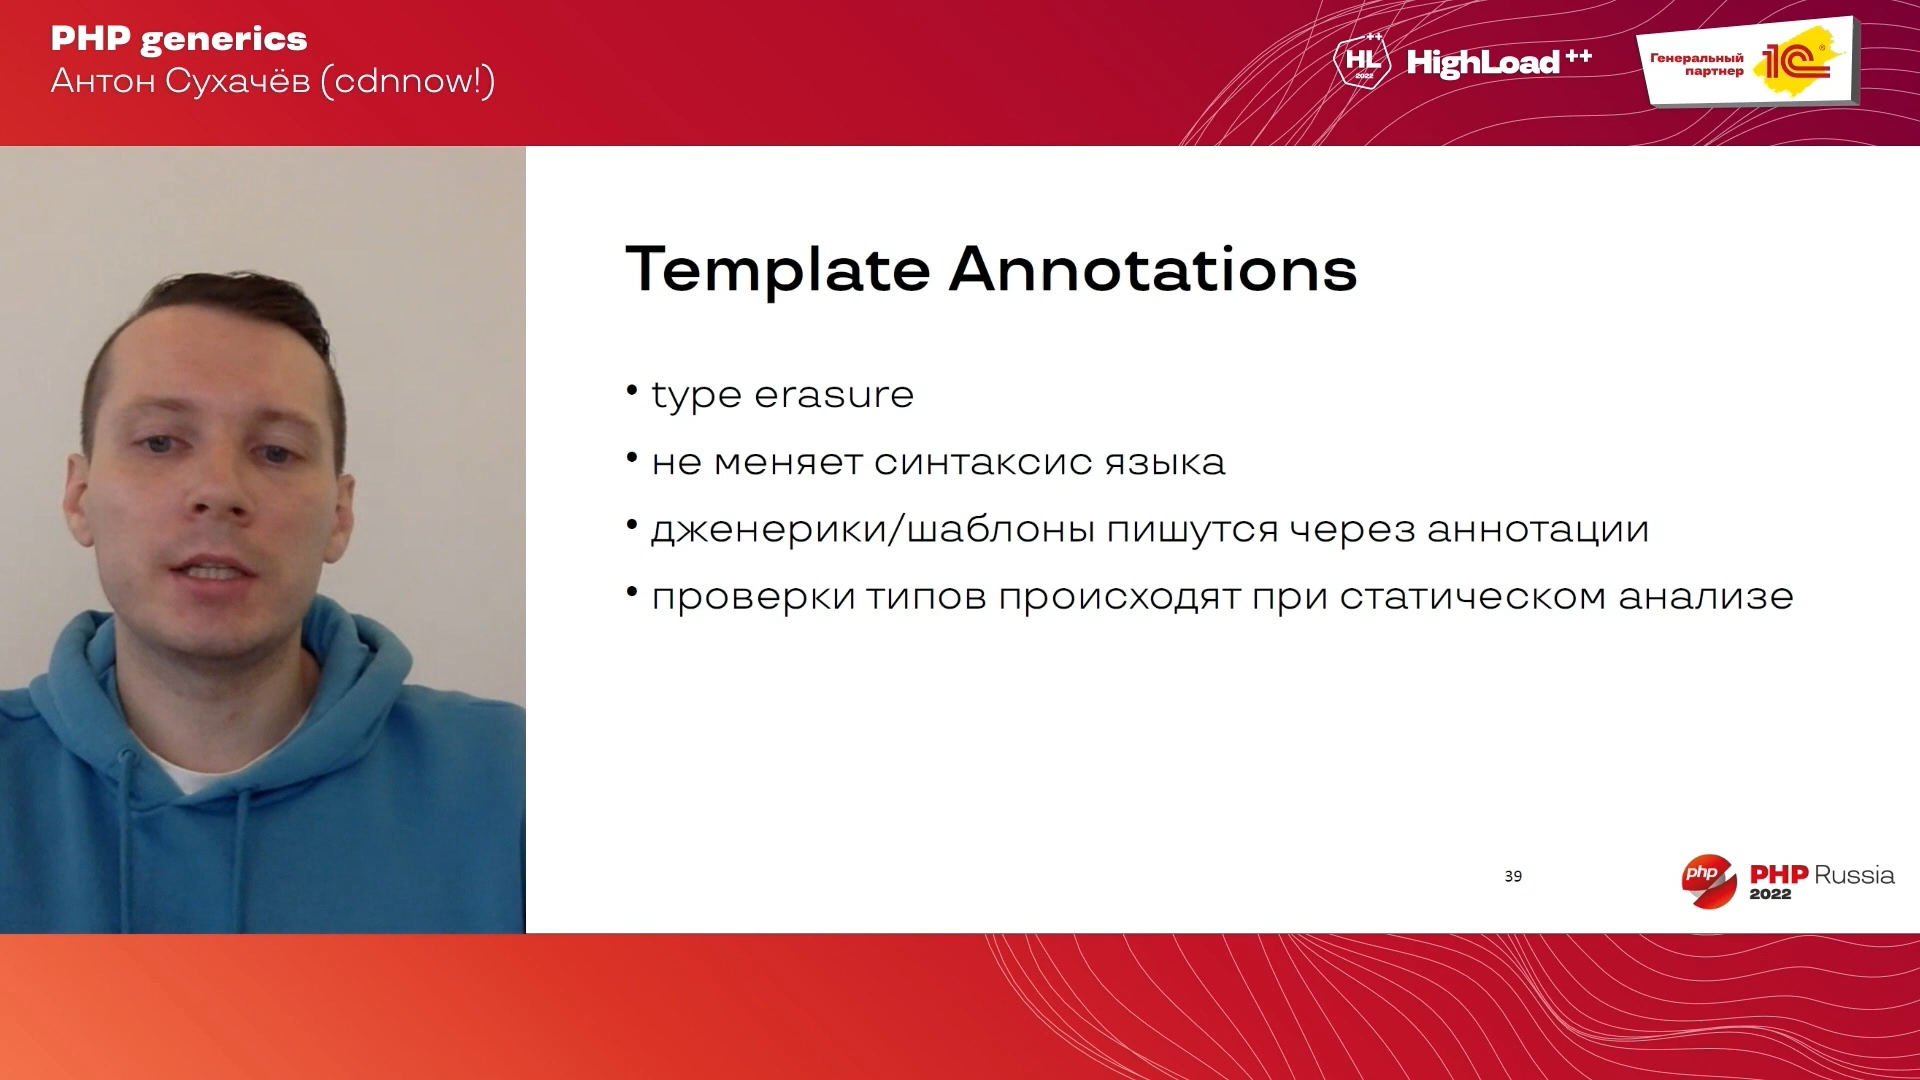 PHP generics
Антон Сухачёв (cdnnow!)
HL++
2022
HighLoad++
Генеральный
партнер
1С®
Template Annotations
• type erasure
• не меняет синтаксис языка
• дженерики/шаблоны пишутся через аннотации
• проверки типов происходят при статическом анализе
39
php
PHP Russia
2022